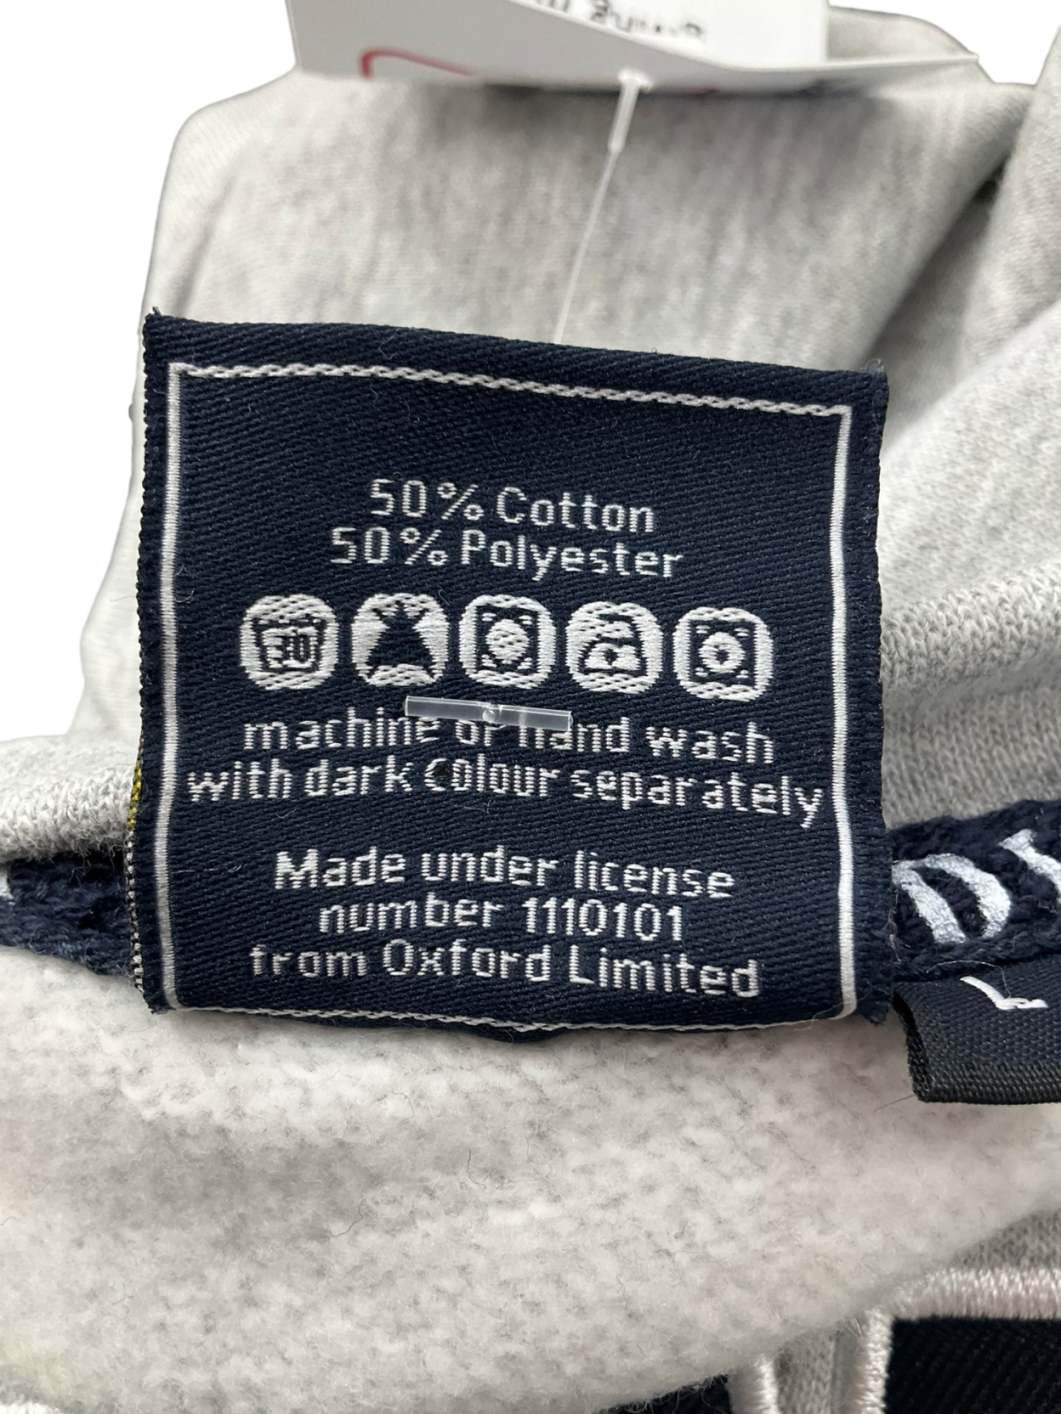 50% Cotton
50% Polyester
30
machine or hand wash
with dark colour separately
Made under license
number 1110101
from Oxford Limited